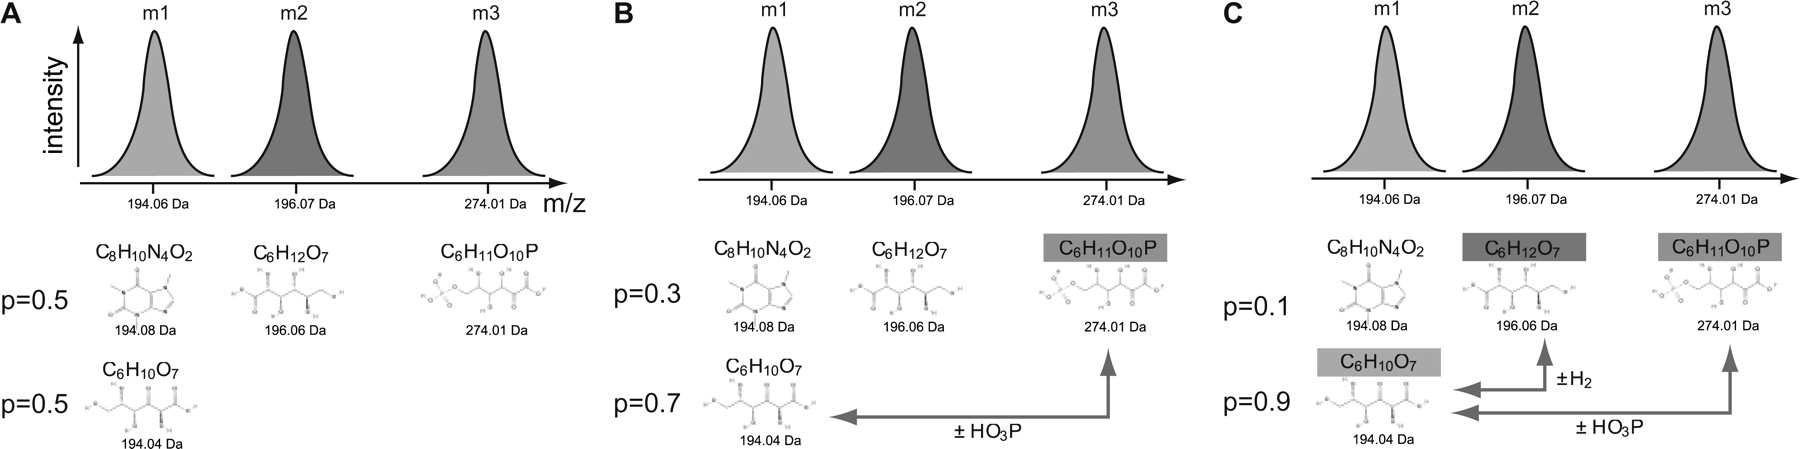 A
m1 m2 m3
intensity
194.06 Da 196.07 Da 274.01 Da m/z
C8H10N4O2 C6H12O7 C6H11O10P
p=0.5
194.08 Da 196.06 Da 274.01 Da
C6H10O7
p=0.5
194.04 Da
B
m1 m2 m3
194.06 Da 196.07 Da 274.01 Da
C8H10N4O2 C6H12O7 C6H11O10P
p=0.3
194.08 Da 196.06 Da 274.01 Da
C6H10O7
p=0.7
± HO3P
194.04 Da
C
m1 m2 m3
194.06 Da 196.07 Da 274.01 Da
C8H10N4O2 C6H12O7 C6H11O10P
p=0.1
194.08 Da 196.06 Da 274.01 Da
C6H10O7
±H2
p=0.9
± HO3P
194.04 Da